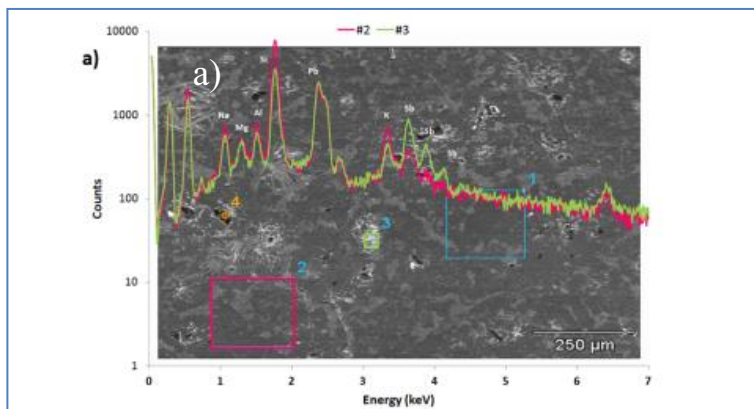 #2 #3
10000
a)
a)
Si
Pb
1000
Na
Mg
Al
K
Sb
Sb
Sb
Counts
100
4
1
3
10
2
250 µm
1
0 1 2 3 4 5 6 7
Energy (keV)